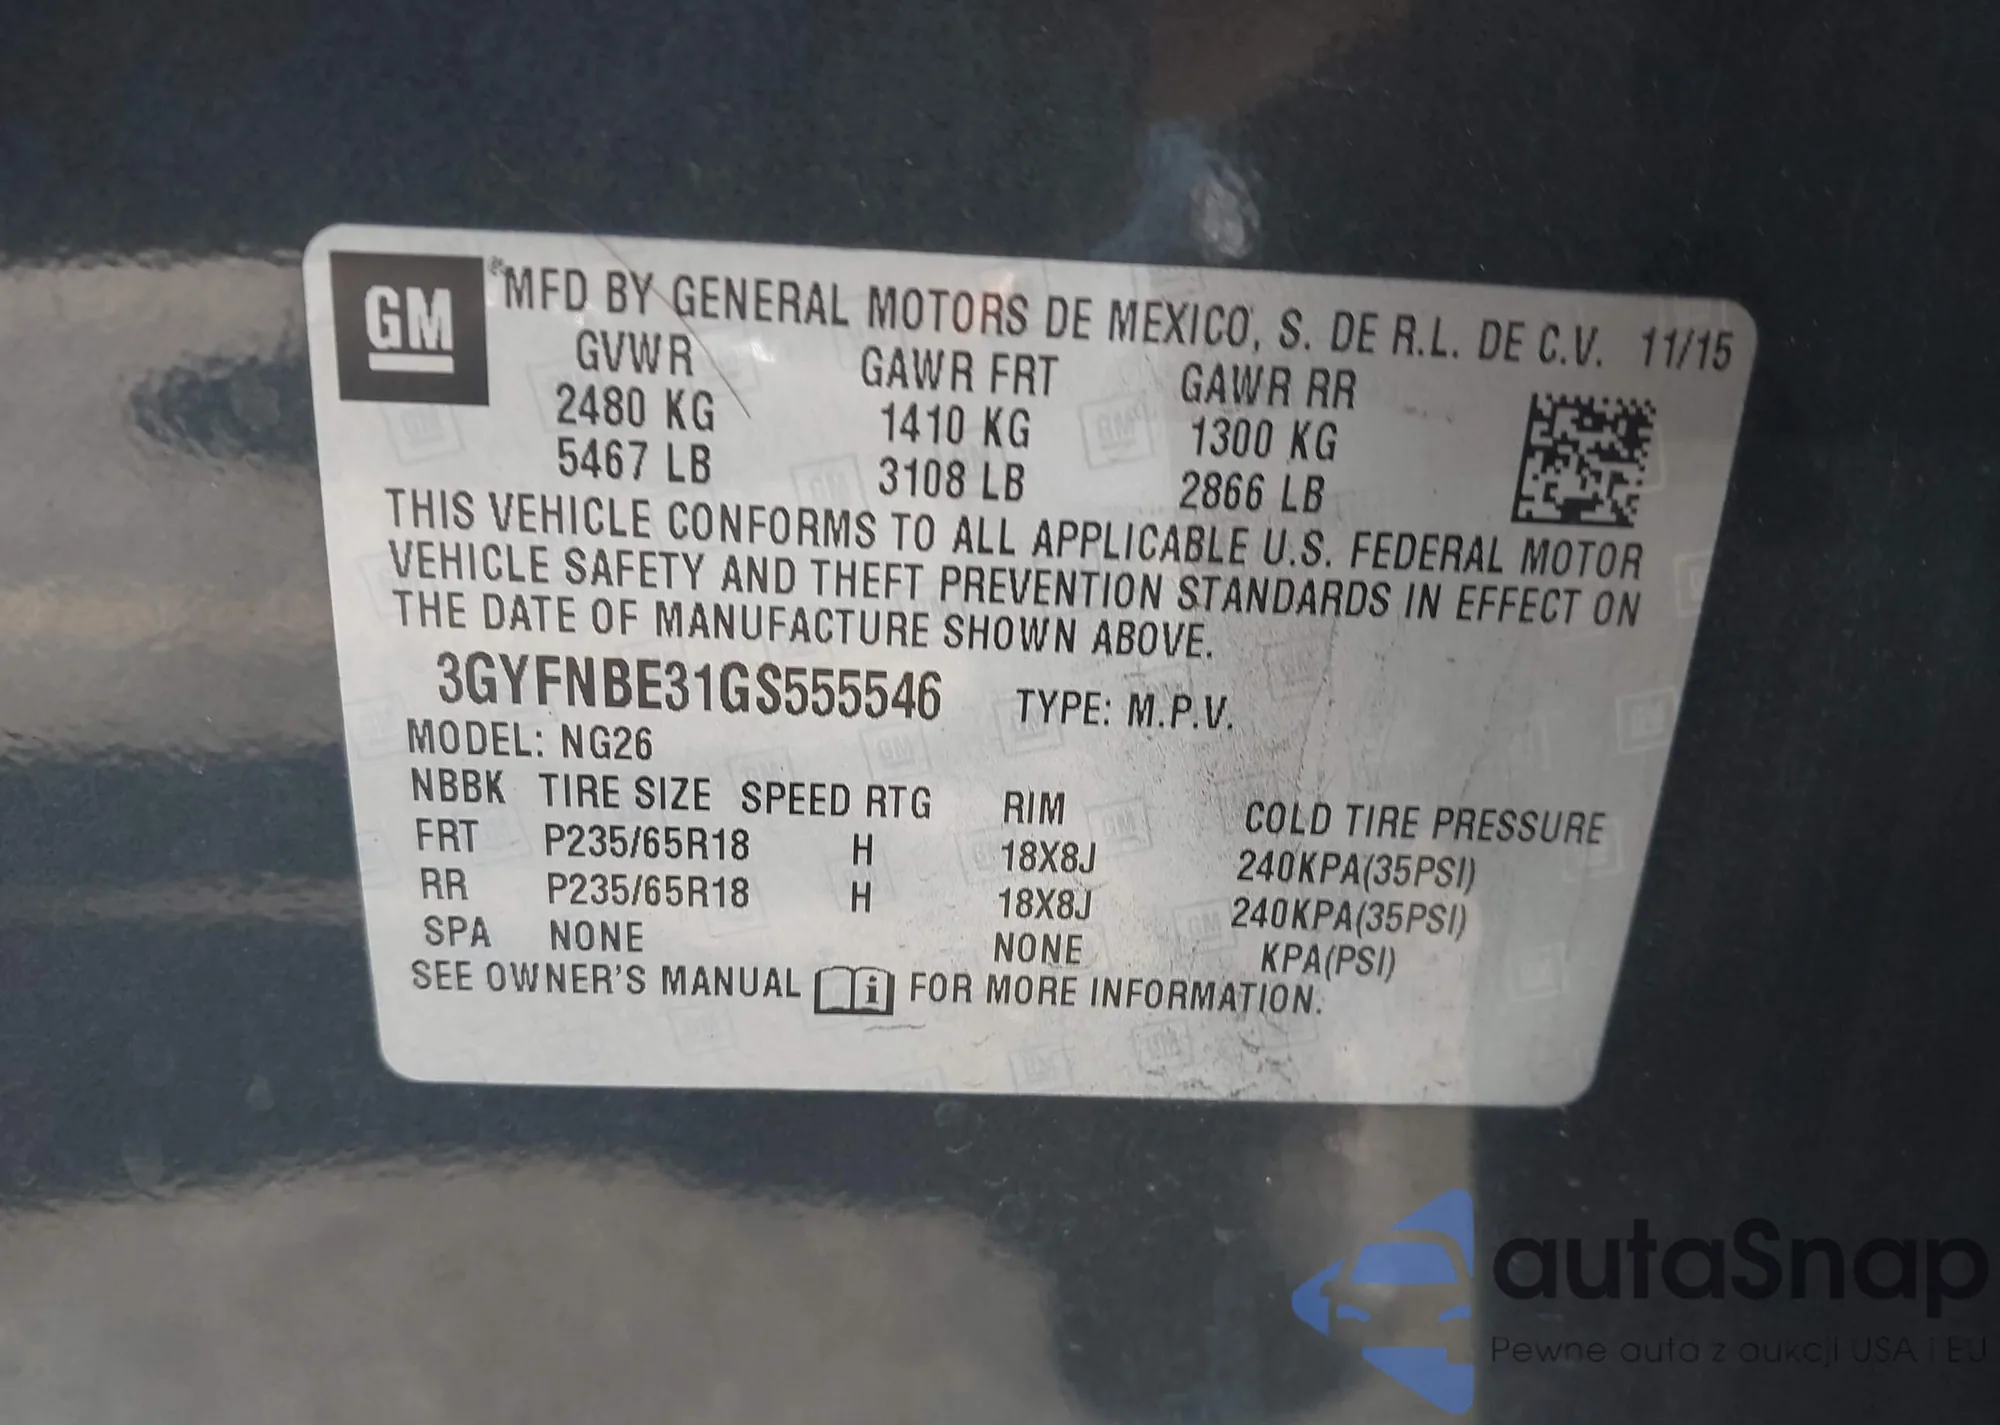 GM
MFD BY GENERAL MOTORS DE MEXICO, S. DE R.L. DE C.V. 11/15
GVWR GAWR FRT GAWR RR
2480 KG 1410 KG 1300 KG
5467 LB 3108 LB 2866 LB
THIS VEHICLE CONFORMS TO ALL APPLICABLE U.S. FEDERAL MOTOR
VEHICLE SAFETY AND THEFT PREVENTION STANDARDS IN EFFECT ON
THE DATE OF MANUFACTURE SHOWN ABOVE.
3GYFNBE31GS555546 TYPE: M.P.V.
MODEL: NG26
NBBK TIRE SIZE SPEED RTG RIM COLD TIRE PRESSURE
FRT P235/65R18 H 18X8J 240KPA(35PSI)
RR P235/65R18 H 18X8J 240KPA(35PSI)
SPA NONE NONE KPA(PSI)
SEE OWNER'S MANUAL i FOR MORE INFORMATION.
autaSnap
Pewne auta z aukcji USA i EU